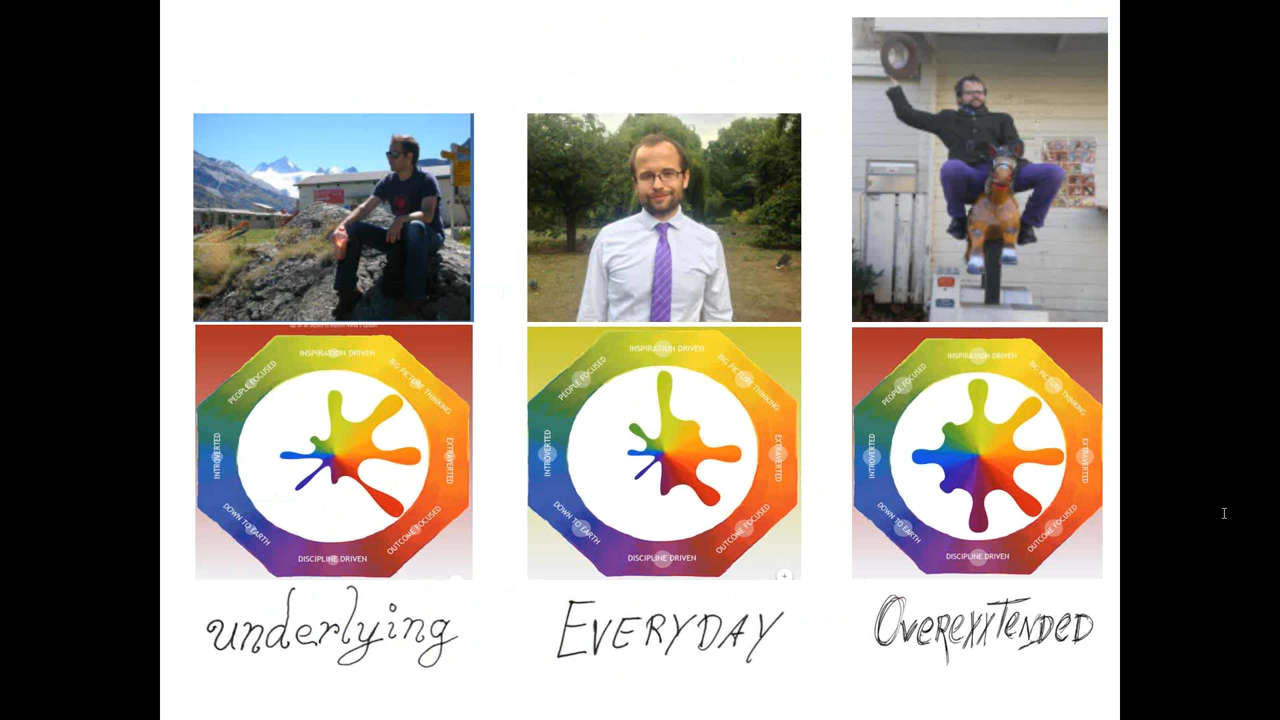 INSPIRATION DRIVEN
BIG PICTURE THINKING
EXTRAVERTED
OUTCOME FOCUSED
DISCIPLINE DRIVEN
DOWN TO EARTH
INTROVERTED
PEOPLE FOCUSED
INSPIRATION DRIVEN
BIG PICTURE THINKING
EXTRAVERTED
OUTCOME FOCUSED
DISCIPLINE DRIVEN
DOWN TO EARTH
INTROVERTED
PEOPLE FOCUSED
INSPIRATION DRIVEN
BIG PICTURE THINKING
EXTRAVERTED
OUTCOME FOCUSED
DISCIPLINE DRIVEN
DOWN TO EARTH
INTROVERTED
PEOPLE FOCUSED
underlying
EVERYDAY
OVEREXXTENDED